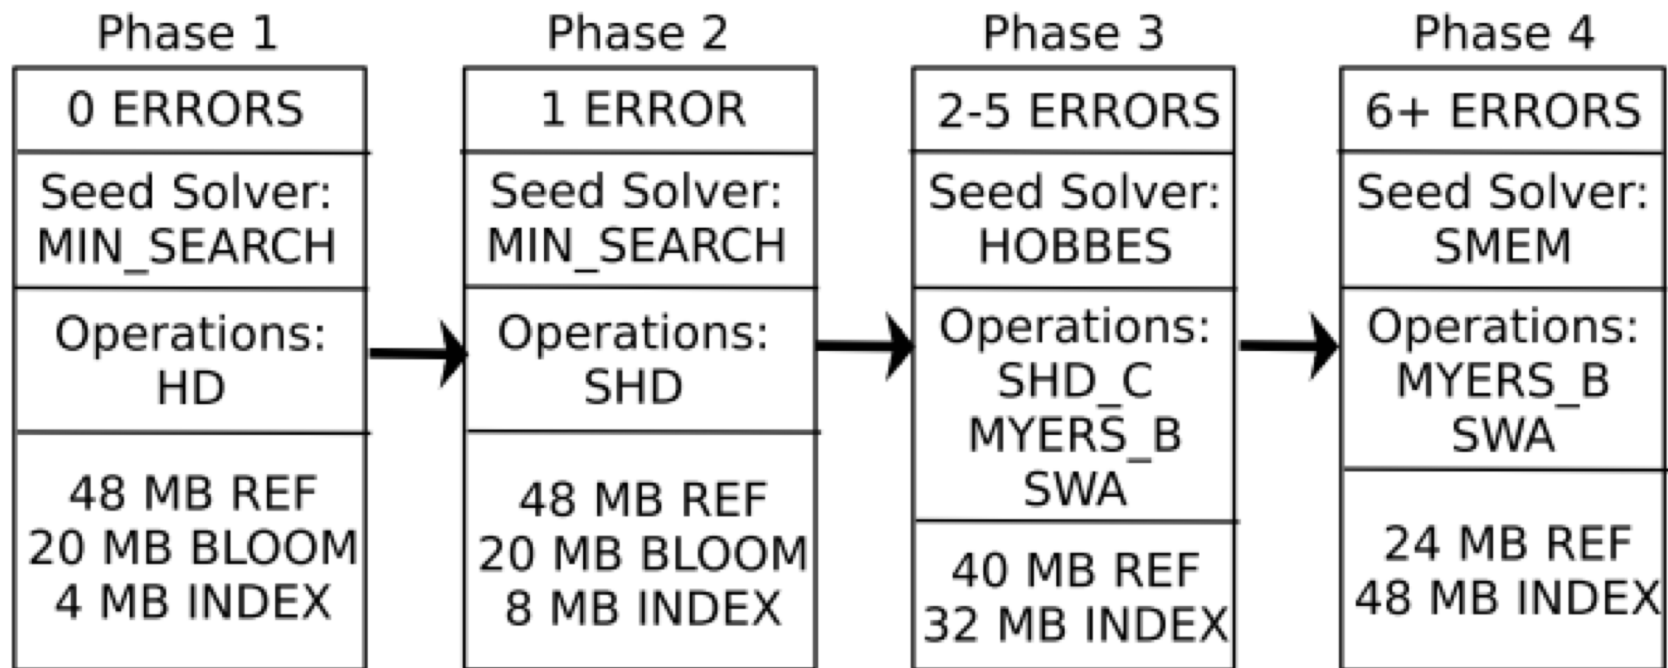 Phase 1
0 ERRORS
Seed Solver:
MIN_SEARCH
Operations:
HD
48 MB REF
20 MB BLOOM
4 MB INDEX
Phase 2
1 ERROR
Seed Solver:
MIN_SEARCH
Operations:
SHD
48 MB REF
20 MB BLOOM
8 MB INDEX
Phase 3
2-5 ERRORS
Seed Solver:
HOBBES
Operations:
SHD_C
MYERS_B
SWA
40 MB REF
32 MB INDEX
Phase 4
6+ ERRORS
Seed Solver:
SMEM
Operations:
MYERS_B
SWA
24 MB REF
48 MB INDEX